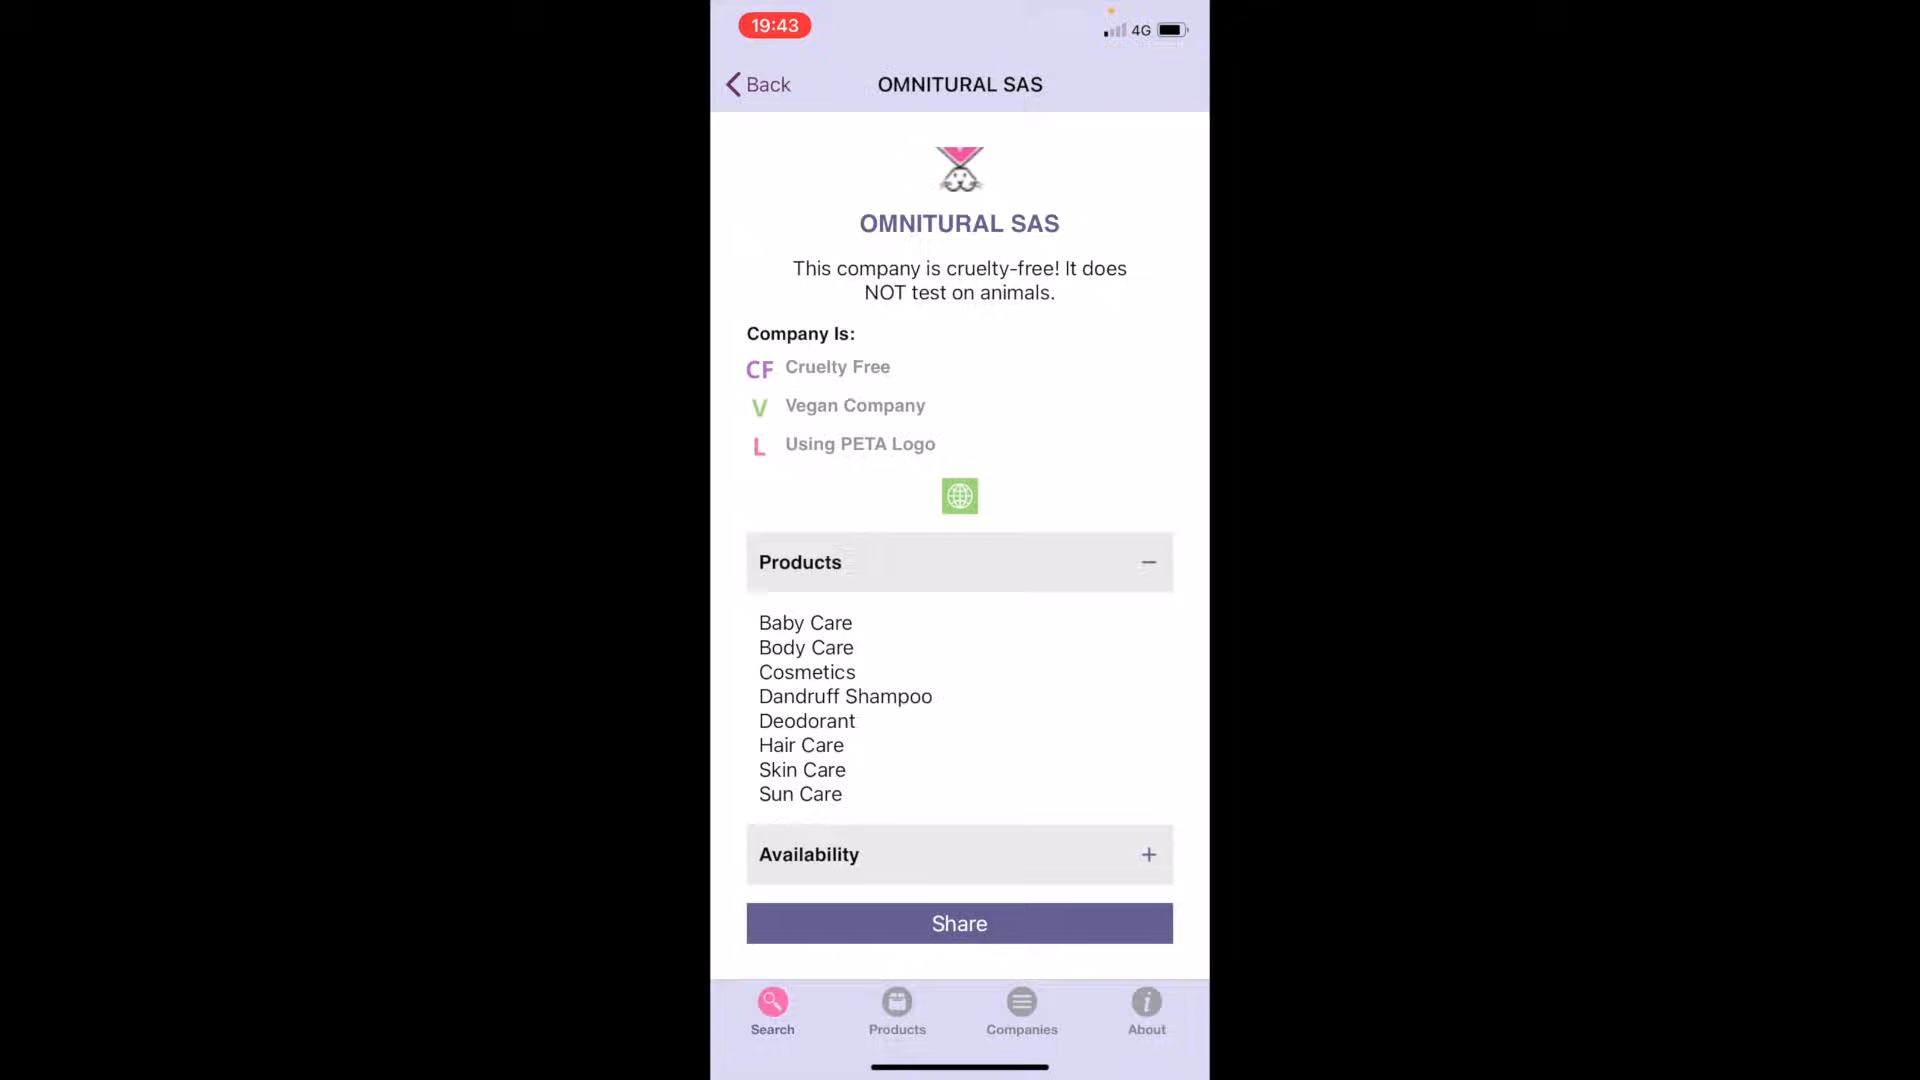 19:43
4G
Back
OMNITURAL SAS
OMNITURAL SAS
This company is cruelty-free! It does
NOT test on animals.
Company Is:
CF Cruelty Free
V Vegan Company
L Using PETA Logo
Products
Baby Care
Body Care
Cosmetics
Dandruff Shampoo
Deodorant
Hair Care
Skin Care
Sun Care
Availability
Share
Search
Products
Companies
About